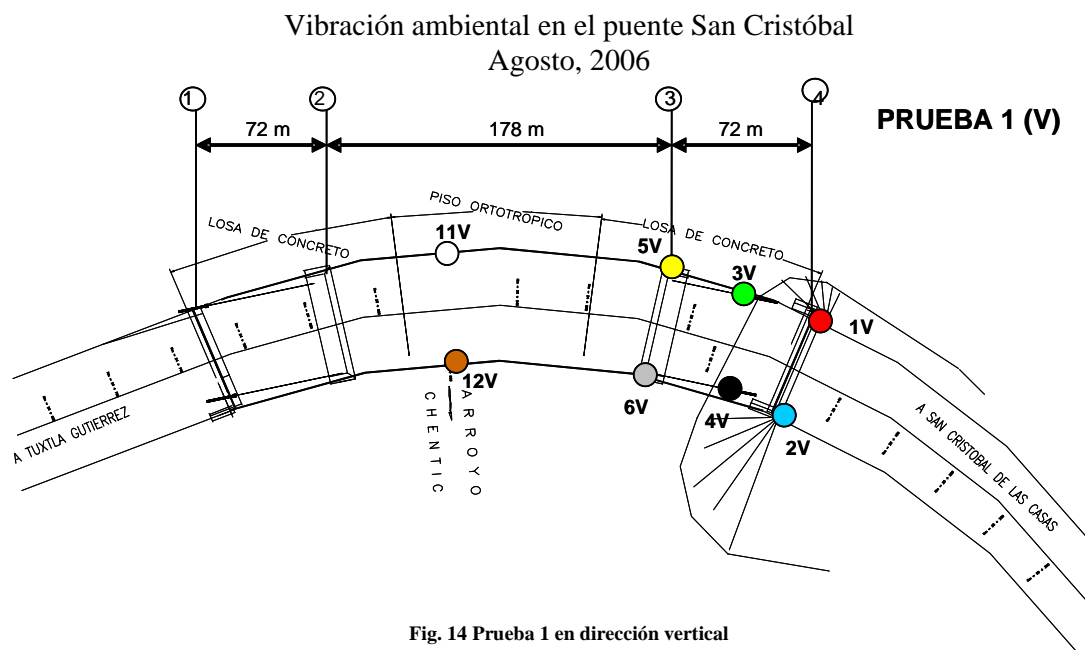 Vibración ambiental en el puente San Cristóbal
Agosto, 2006
1
2
3
4
PRUEBA 1 (V)
72 m
178 m
72 m
PISO ORTOTROPICO
LOSA DE CONCRETO
LOSA DE CONCRETO
11V
5V
3V
1V
12V
6V
4V
2V
A TUXTLA GUTIERREZ
ARROYO
CHENTIC
A SAN CRISTOBAL DE LAS CASAS
Fig. 14 Prueba 1 en dirección vertical